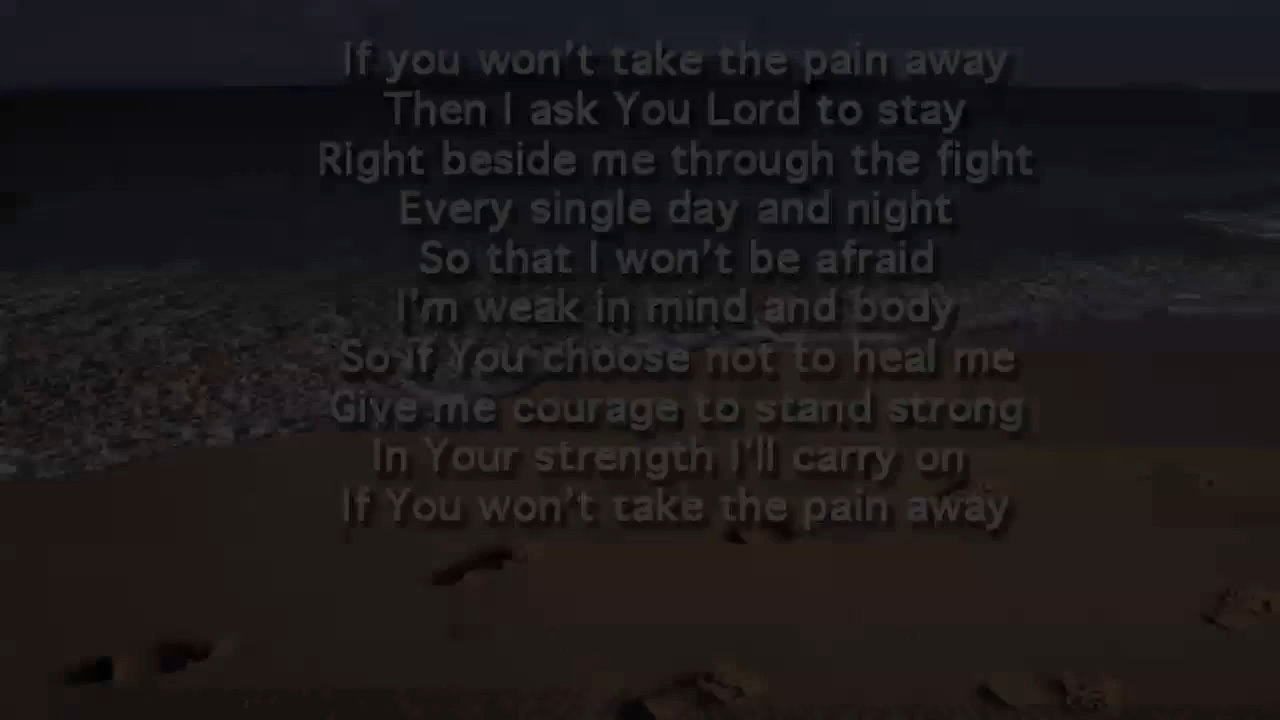 If you won't take the pain away
Then I ask You Lord to stay
Right beside me through the fight
Every single day and night
So that I won't be afraid
I'm weak in mind and body
So if You choose not to heal me
Give me courage to stand strong
In Your strength I'll carry on
If You won't take the pain away